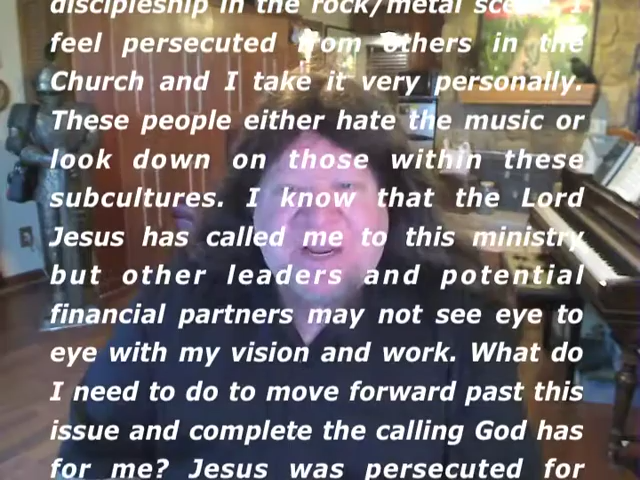 discipleship in the rock/metal scene. I
feel persecuted from others in the
Church and I take it very personally.
These people either hate the music or
look down on those within these
subcultures. I know that the Lord
Jesus has called me to this ministry
but other leaders and potential
financial partners may not see eye to
eye with my vision and work. What do
I need to do to move forward past this
issue and complete the calling God has
for me? Jesus was persecuted for